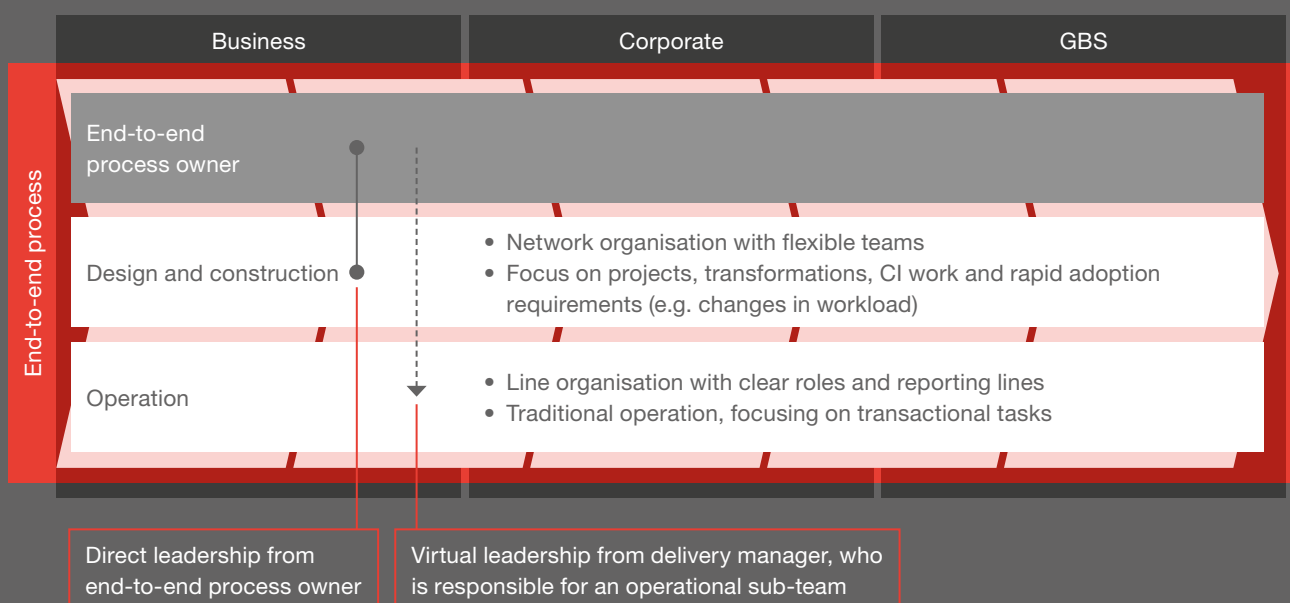 Business
Corporate
GBS
End-to-end process
End-to-end
process owner
Design and construction
• Network organisation with flexible teams
• Focus on projects, transformations, CI work and rapid adoption
requirements (e.g. changes in workload)
Operation
• Line organisation with clear roles and reporting lines
• Traditional operation, focusing on transactional tasks
Direct leadership from
end-to-end process owner
Virtual leadership from delivery manager, who
is responsible for an operational sub-team